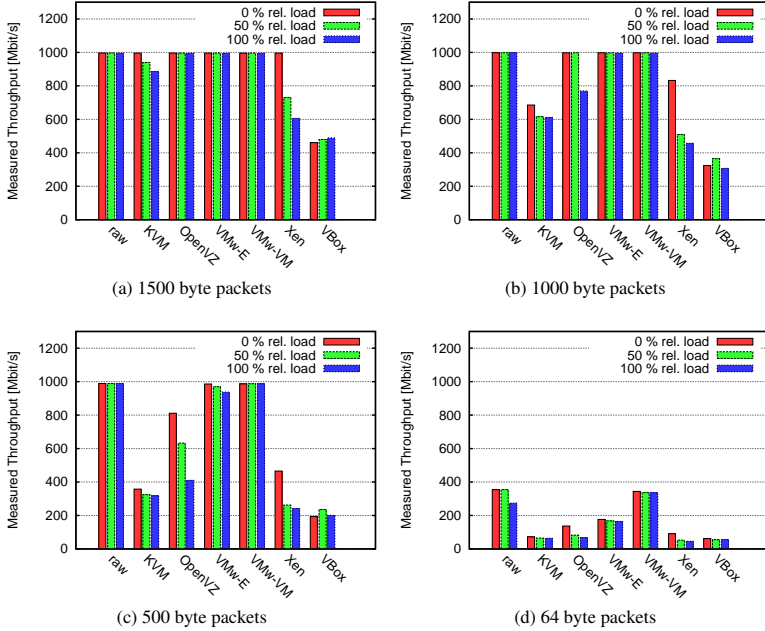 0 % rel. load
50 % rel. load
100 % rel. load
Measured Throughput [Mbit/s]
1200
1000
800
600
400
200
0
raw
KVM
OpenVZ
VMw-E
VMw-VM
Xen
VBox
(a) 1500 byte packets
0 % rel. load
50 % rel. load
100 % rel. load
Measured Throughput [Mbit/s]
1200
1000
800
600
400
200
0
raw
KVM
OpenVZ
VMw-E
VMw-VM
Xen
VBox
(b) 1000 byte packets
0 % rel. load
50 % rel. load
100 % rel. load
Measured Throughput [Mbit/s]
1200
1000
800
600
400
200
0
raw
KVM
OpenVZ
VMw-E
VMw-VM
Xen
VBox
(c) 500 byte packets
0 % rel. load
50 % rel. load
100 % rel. load
Measured Throughput [Mbit/s]
1200
1000
800
600
400
200
0
raw
KVM
OpenVZ
VMw-E
VMw-VM
Xen
VBox
(d) 64 byte packets